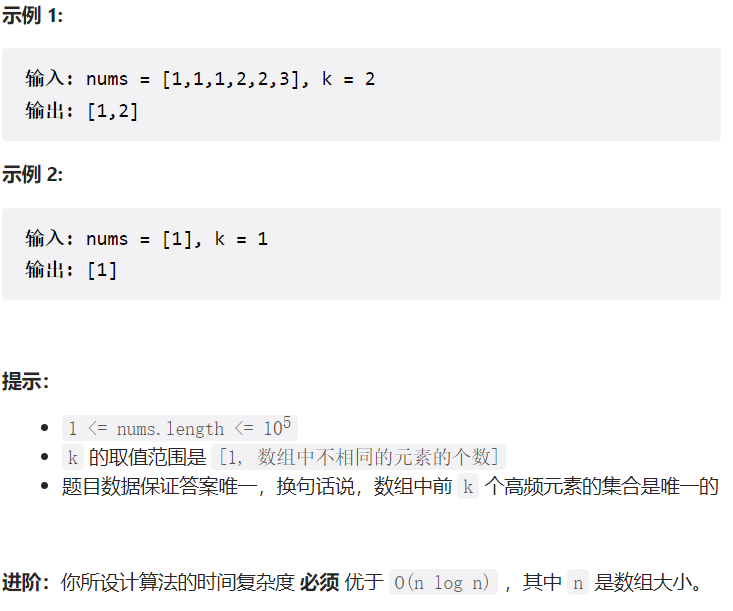 示例 1:
输入: nums = [1,1,1,2,2,3], k = 2
输出: [1,2]
示例 2:
输入: nums = [1], k = 1
输出: [1]
提示：
• 1 <= nums.length <= 10⁵
• k 的取值范围是 [1, 数组中不相同的元素的个数]
• 题目数据保证答案唯一，换句话说，数组中前 k 个高频元素的集合是唯一的
进阶：你所设计算法的时间复杂度 必须 优于 O(n log n) ，其中 n 是数组大小。